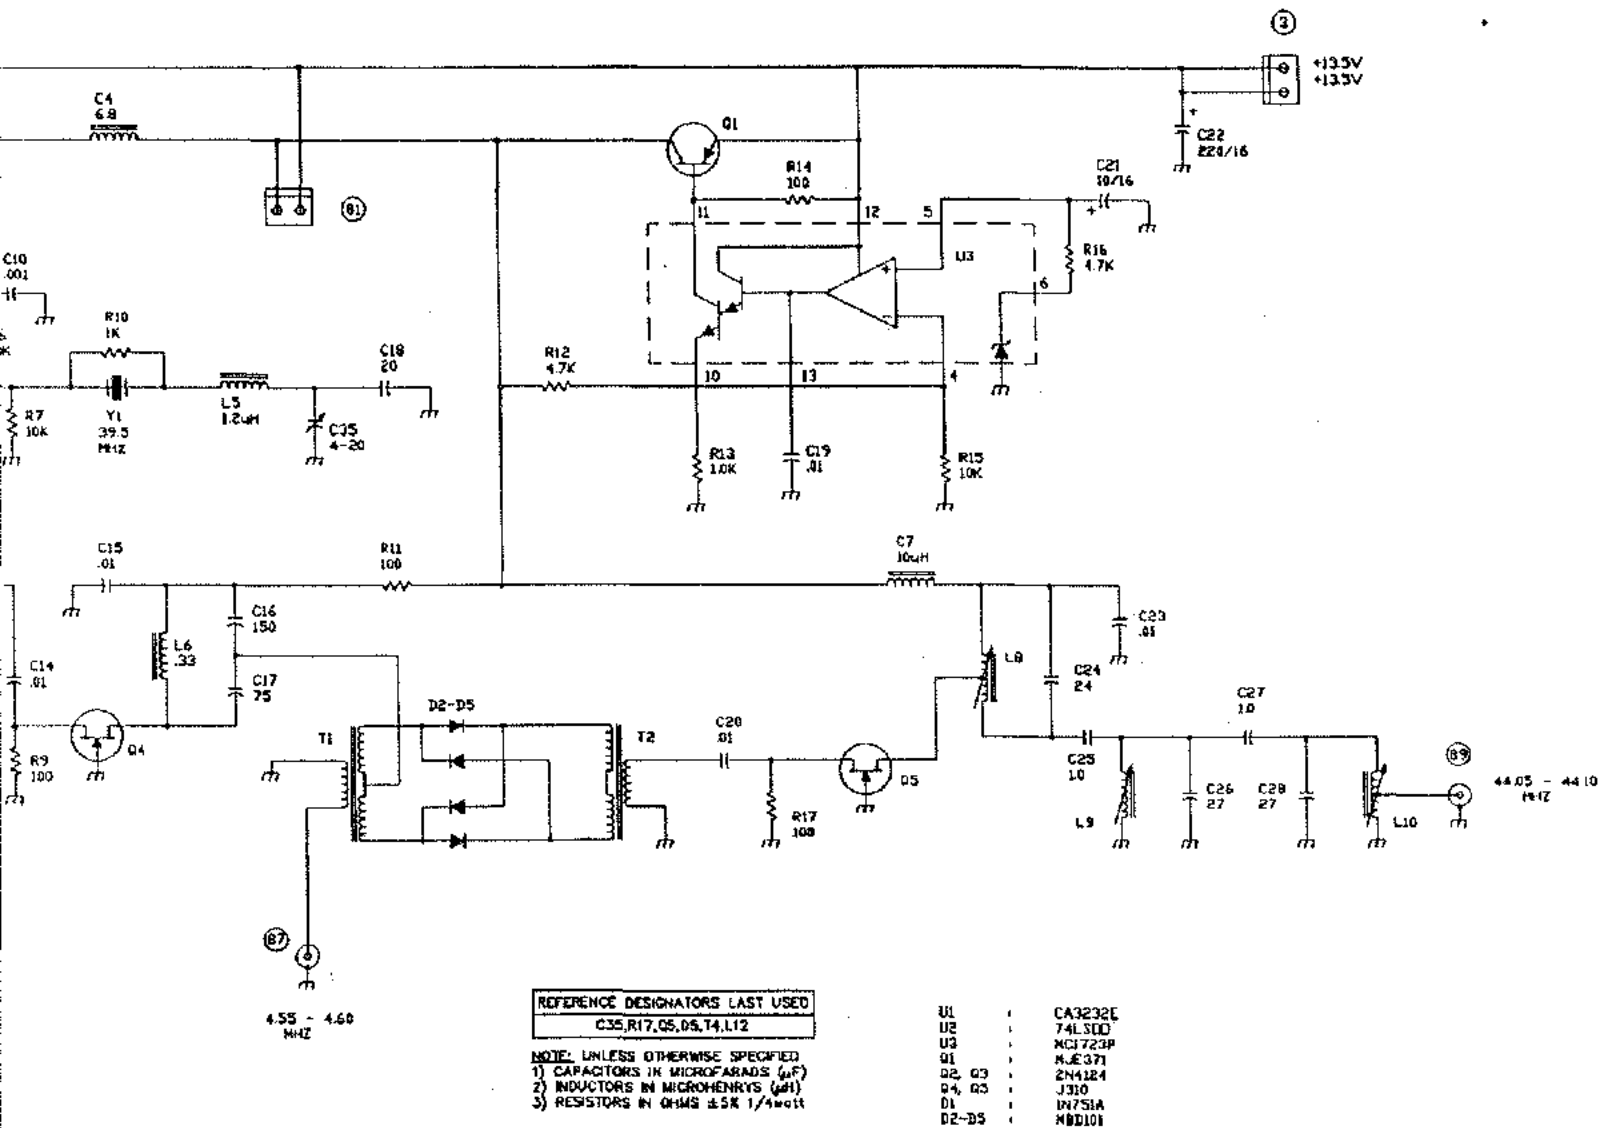 3
+13.5V
+13.5V
C4
6.8
Q1
C22
220/16
R14
100
C21
10/16
81
11
12
5
U3
R16
4.7K
6
C10
.001
R10
1K
C18
20
R12
4.7K
10
13
4
R7
10K
Y1
39.5
MHZ
L5
1.2uH
C35
4-20
R13
1.0K
C19
.01
R15
10K
C15
.01
R11
100
C7
10uH
C16
150
C23
L6
.33
L8
C14
.01
C17
75
C24
24
D2-D5
C27
10
Q4
T1
T2
C20
.01
R9
100
Q5
C25
10
89
44.05 - 44.10
MHZ
C26
27
C28
27
R17
100
L9
L10
87
4.55 - 4.60
MHZ
REFERENCE DESIGNATORS LAST USED
C35,R17,Q5,D5,T4,L12
NOTE: UNLESS OTHERWISE SPECIFIED
1) CAPACITORS IN MICROFARADS (µF)
2) INDUCTORS IN MICROHENRYS (µH)
3) RESISTORS IN OHMS ±5% 1/4watt
U1 CA3232E
U2 74LS00
U3 MC1723P
Q1 MJE371
Q2, Q3 2N4124
Q4, Q5 J310
D1 1N751A
D2-D5 MBD101